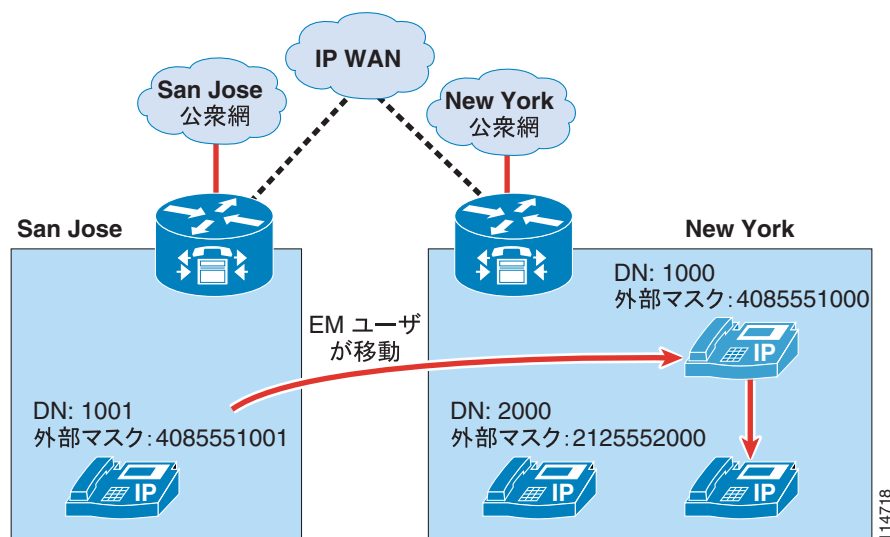 IP WAN
San Jose
公衆網
New York
公衆網
San Jose
New York
DN: 1000
外部マスク:4085551000
EM ユーザ
が移動
IP
DN: 1001
外部マスク:4085551001
DN: 2000
外部マスク:2125552000
IP
IP
IP
114718